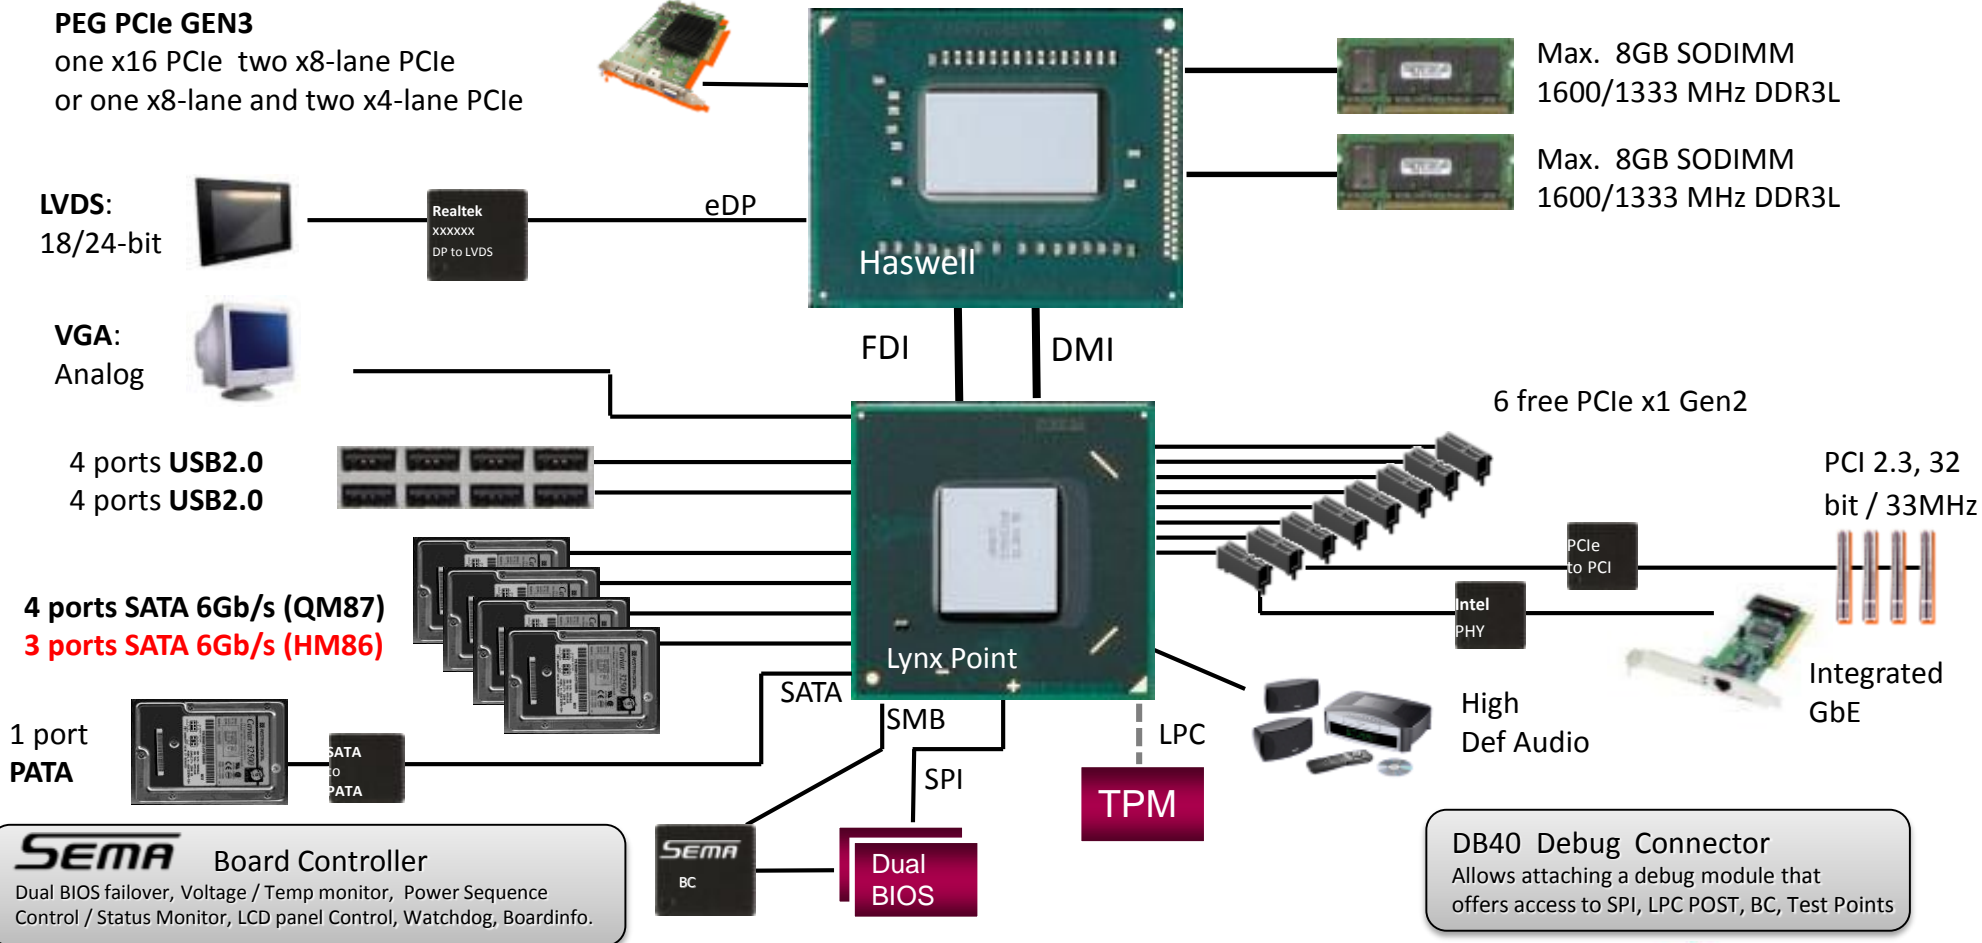 PEG PCIe GEN3
one x16 PCIe two x8-lane PCIe
or one x8-lane and two x4-lane PCIe
Max. 8GB SODIMM
1600/1333 MHz DDR3L
Max. 8GB SODIMM
1600/1333 MHz DDR3L
LVDS:
18/24-bit
Realtek
xxxxxx
DP to LVDS
eDP
Haswell
VGA:
Analog
FDI
DMI
6 free PCIe x1 Gen2
4 ports USB2.0
4 ports USB2.0
PCI 2.3, 32
bit / 33MHz
PCIe
to PCI
Intel
PHY
4 ports SATA 6Gb/s (QM87)
3 ports SATA 6Gb/s (HM86)
Lynx Point
Integrated
GbE
SATA
SMB
LPC
High
Def Audio
1 port
PATA
SATA
to
PATA
SPI
TPM
SEMA Board Controller
Dual BIOS failover, Voltage / Temp monitor, Power Sequence
Control / Status Monitor, LCD panel Control, Watchdog, Boardinfo.
SEMA
BC
Dual
BIOS
DB40 Debug Connector
Allows attaching a debug module that
offers access to SPI, LPC POST, BC, Test Points